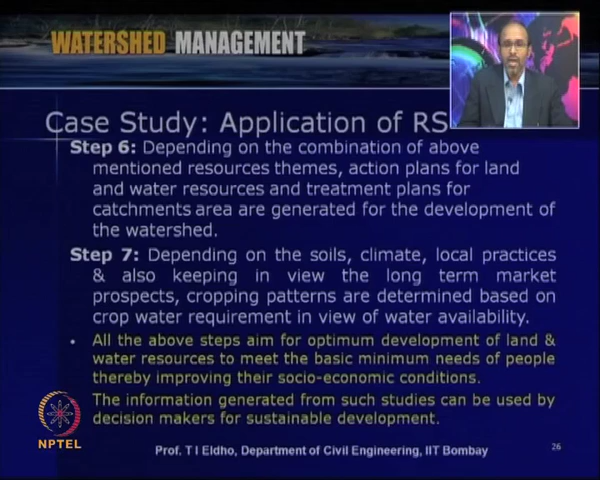 WATERSHED MANAGEMENT
Case Study: Application of RS
Step 6: Depending on the combination of above
mentioned resources themes, action plans for land
and water resources and treatment plans for
catchments area are generated for the development of
the watershed.
Step 7: Depending on the soils, climate, local practices
& also keeping in view the long term market
prospects, cropping patterns are determined based on
crop water requirement in view of water availability.
• All the above steps aim for optimum development of land &
water resources to meet the basic minimum needs of people
thereby improving their socio-economic conditions.
The information generated from such studies can be used by
decision makers for sustainable development.
NPTEL
Prof. T I Eldho, Department of Civil Engineering, IIT Bombay
26